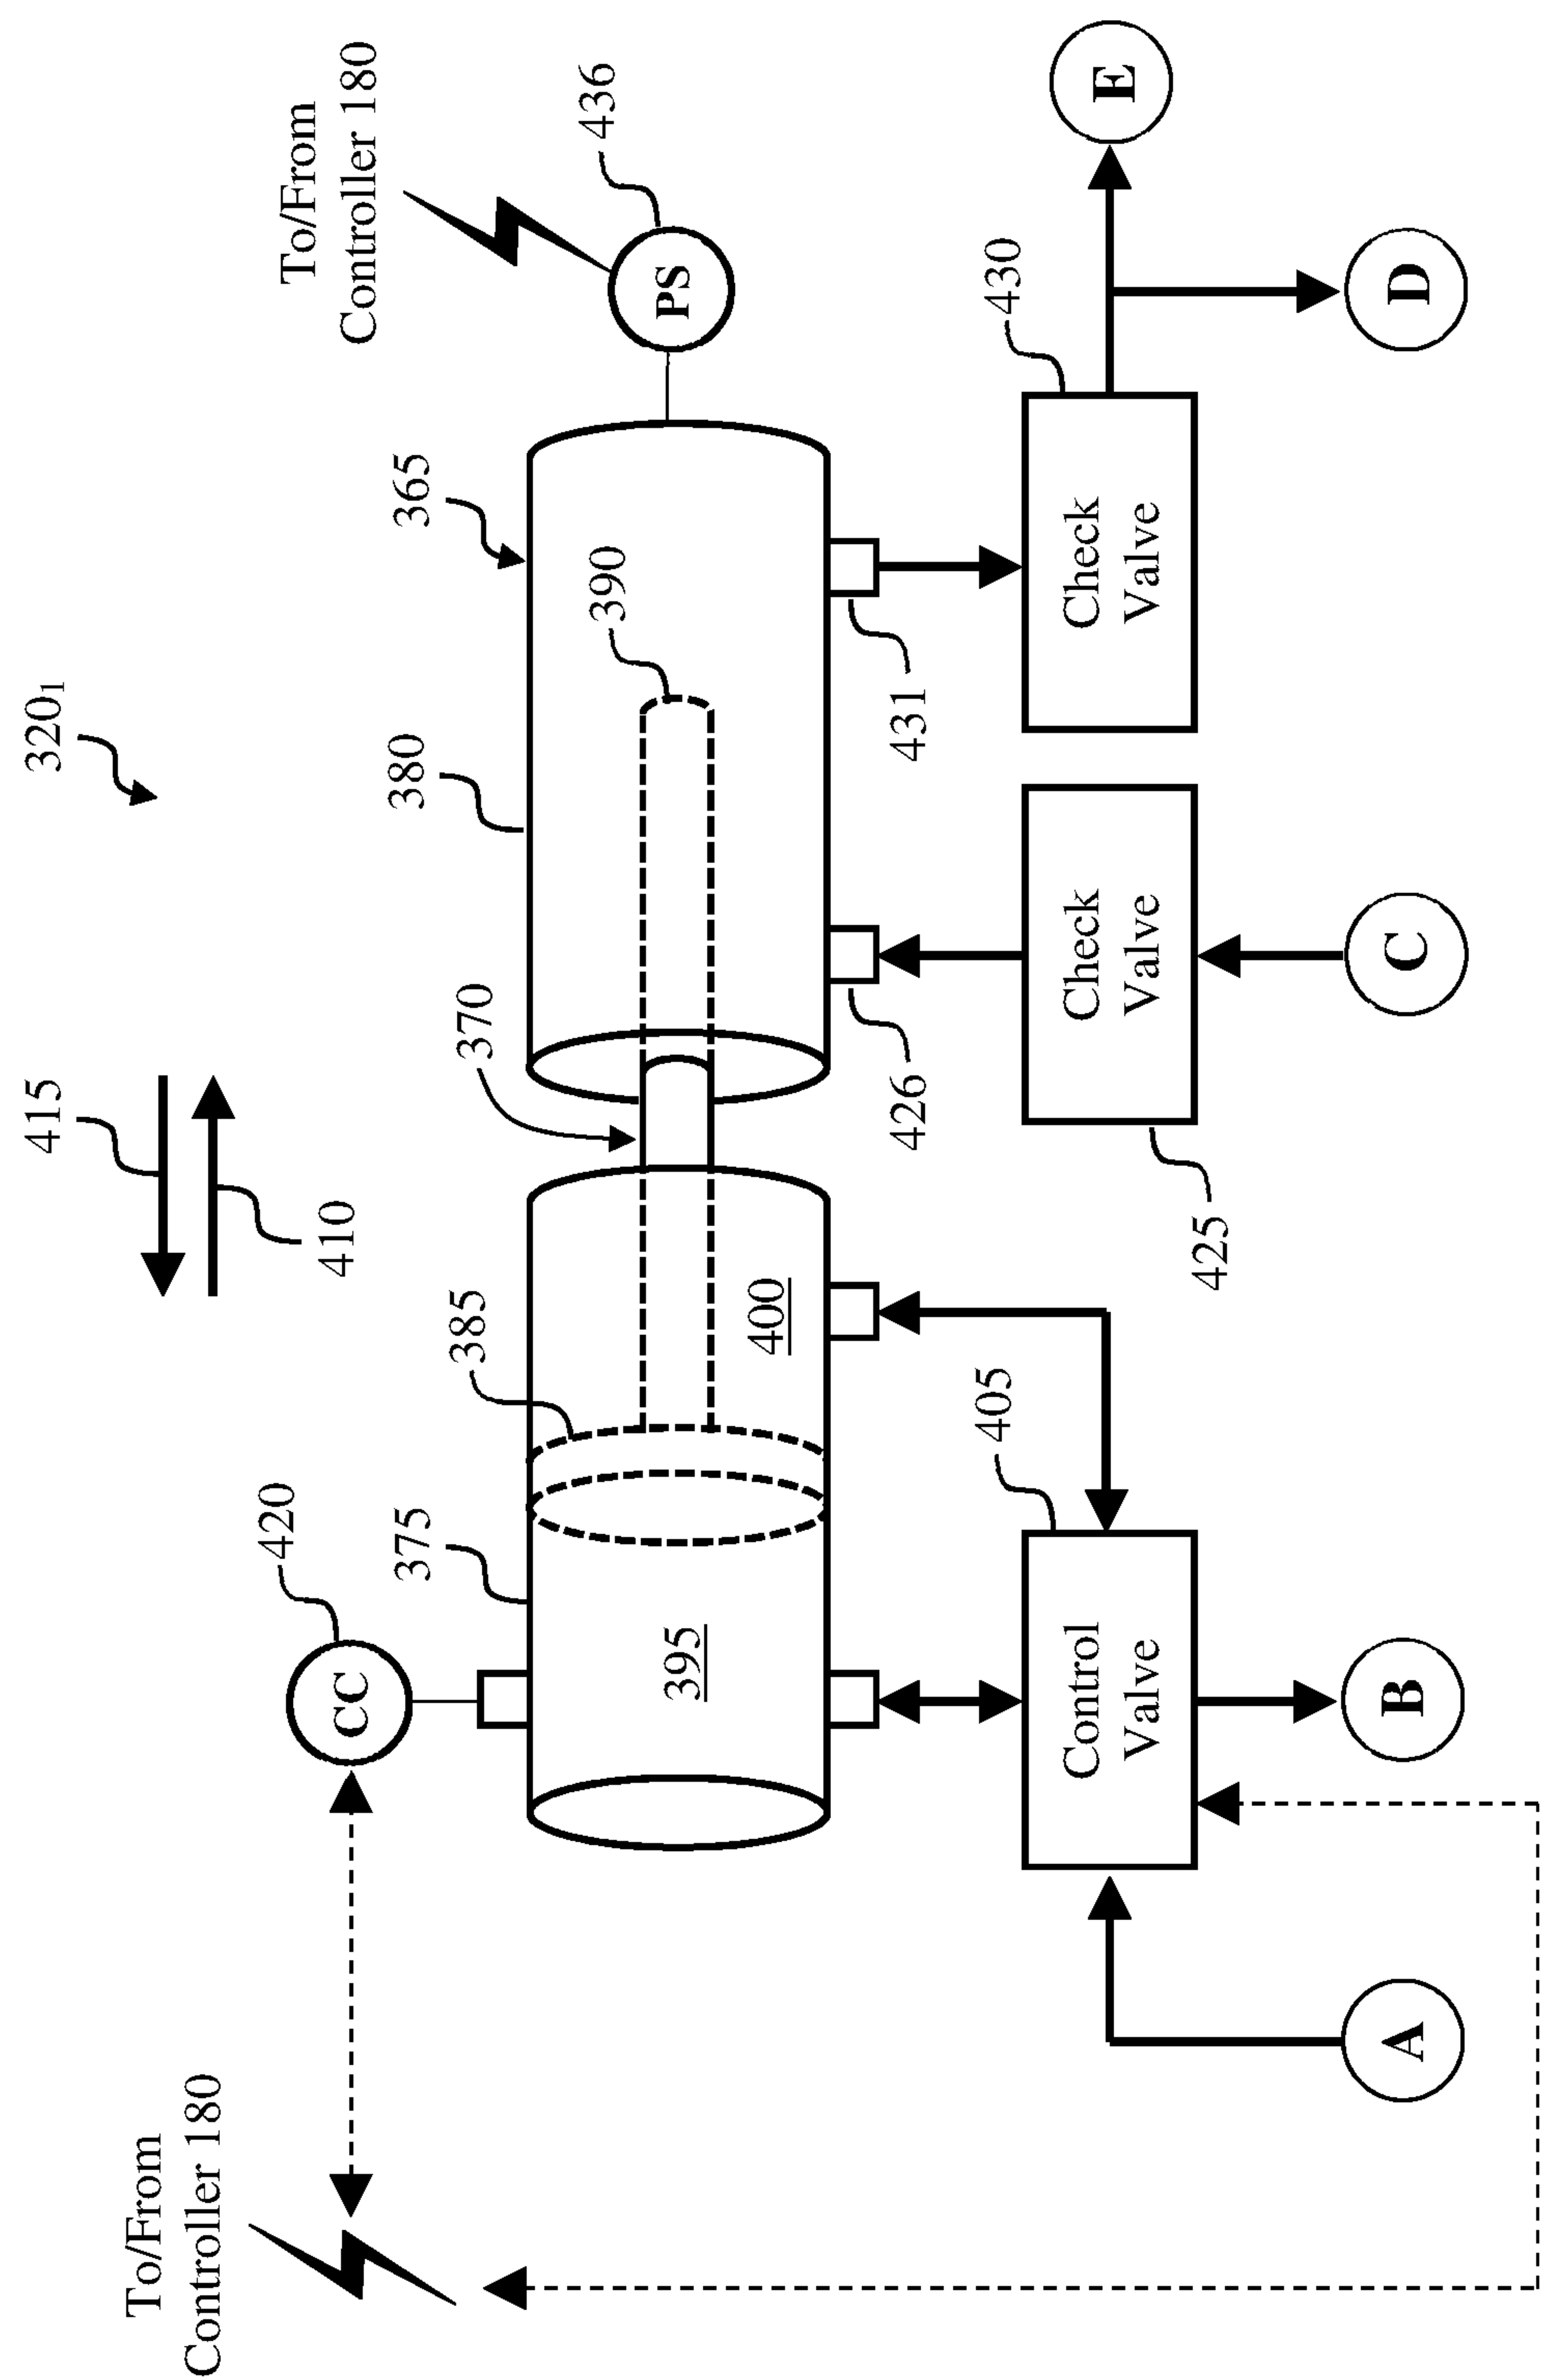 320₁
415
410
To/From
Controller 180
To/From
Controller 180
420
CC
375
385
370
380
365
436
PS
390
395
400
405
426
431
430
Control
Valve
Check
Valve
Check
Valve
425
A
B
C
D
E